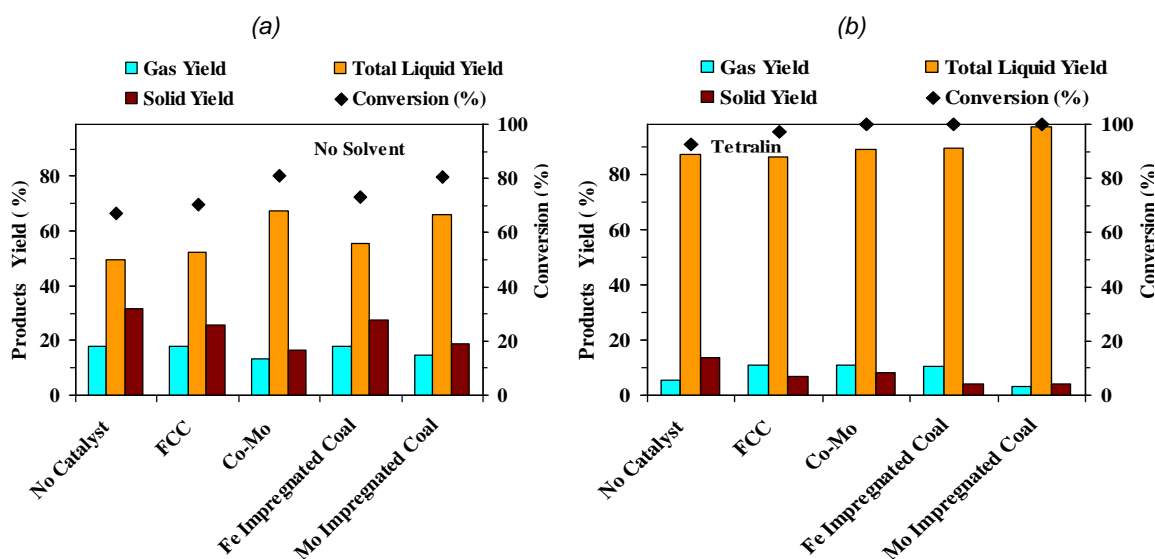 (a)
Gas Yield
Total Liquid Yield
Solid Yield
Conversion (%)
No Solvent
Products Yield ( %)
80
60
40
20
0
100
80
60
40
20
0
Conversion (%)
No Catalyst
FCC
Co-Mo
Fe Impregnated Coal
Mo Impregnated Coal
(b)
Gas Yield
Total Liquid Yield
Solid Yield
Conversion (%)
Tetralin
Products Yield ( %)
80
60
40
20
0
100
80
60
40
20
0
Conversion (%)
No Catalyst
FCC
Co-Mo
Fe Impregnated Coal
Mo Impregnated Coal